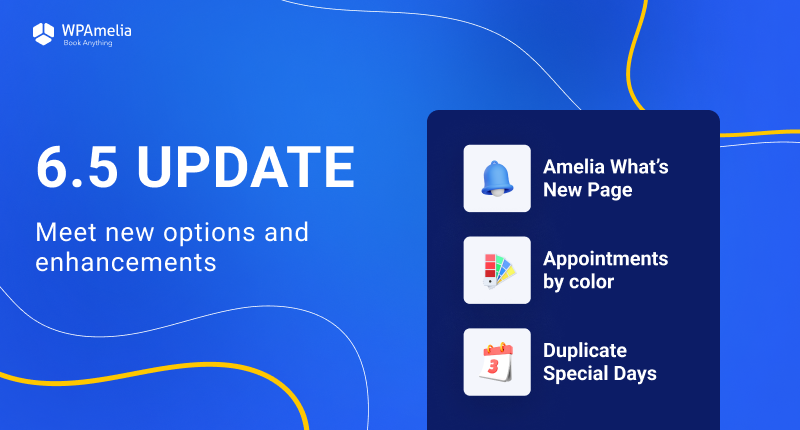 WPAmelia
Book Anything
6.5 UPDATE
Meet new options and
enhancements
Amelia What's
New Page
Appointments
by color
3
Duplicate
Special Days